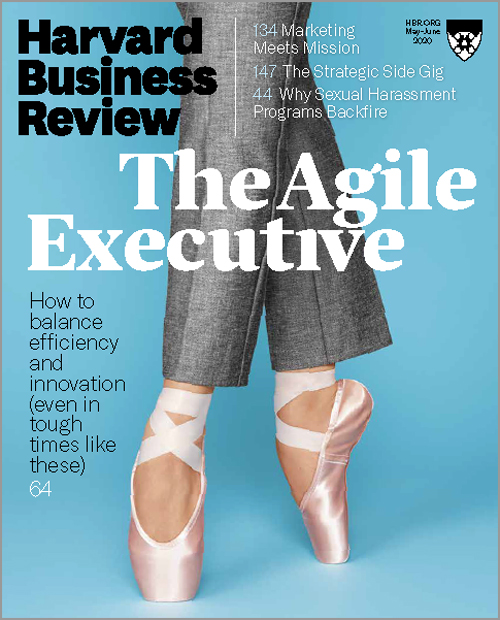 Harvard
Business
Review
134 Marketing
Meets Mission
147 The Strategic Side Gig
44 Why Sexual Harassment
Programs Backfire
HBR.ORG
May–June
2020
The Agile
Executive
How to
balance
efficiency
and
innovation
(even in
tough
times like
these)
64